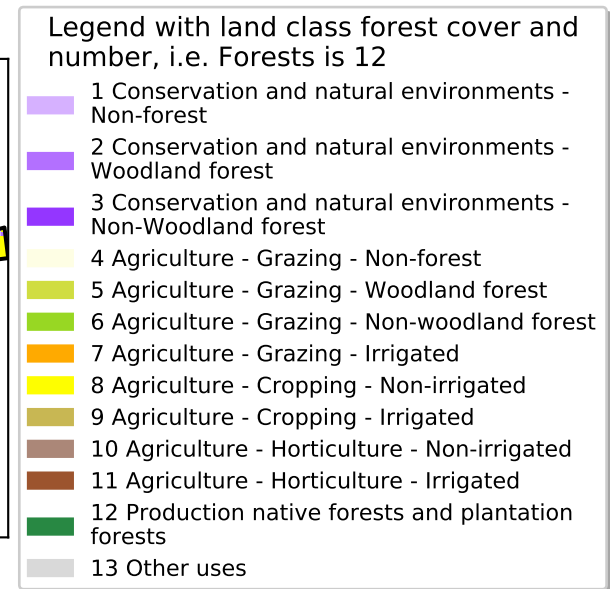 Legend with land class forest cover and
number, i.e. Forests is 12
1 Conservation and natural environments -
Non-forest
2 Conservation and natural environments -
Woodland forest
3 Conservation and natural environments -
Non-Woodland forest
4 Agriculture - Grazing - Non-forest
5 Agriculture - Grazing - Woodland forest
6 Agriculture - Grazing - Non-woodland forest
7 Agriculture - Grazing - Irrigated
8 Agriculture - Cropping - Non-irrigated
9 Agriculture - Cropping - Irrigated
10 Agriculture - Horticulture - Non-irrigated
11 Agriculture - Horticulture - Irrigated
12 Production native forests and plantation
forests
13 Other uses